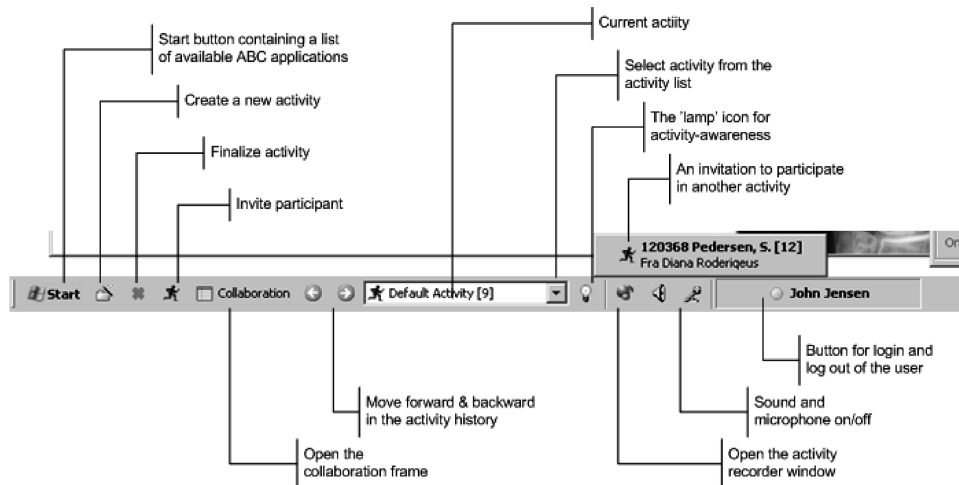 Current actiity
Start button containing a list
of available ABC applications
Select activity from the
activity list
Create a new activity
The 'lamp' icon for
activity-awareness
Finalize activity
An invitation to participate
in another activity
Invite participant
120368 Pedersen, S. [12]
Fra Diana Roderiqeus
On
Start
Collaboration
Default Activity [9]
John Jensen
Button for login and
log out of the user
Move forward & backward
in the activity history
Sound and
microphone on/off
Open the
collaboration frame
Open the activity
recorder window